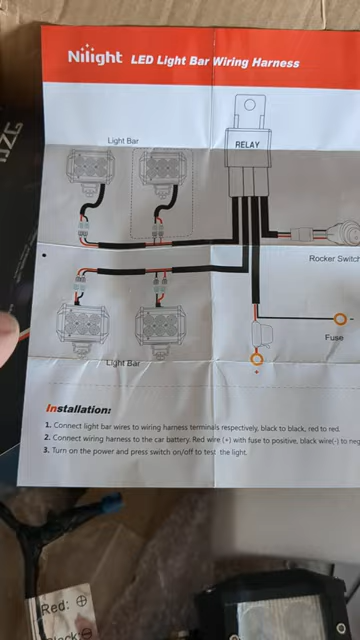 Nilight LED Light Bar Wiring Harness
Light Bar
RELAY
Rocker Switch
Fuse
-
+
Light Bar
Installation:
1. Connect light bar wires to wiring harness terminals respectively, black to black, red to red.
2. Connect wiring harness to the car battery. Red wire (+) with fuse to positive, black wire(-) to neg
3. Turn on the power and press switch on/off to test the light.
Red: ⊕
Black:⊖